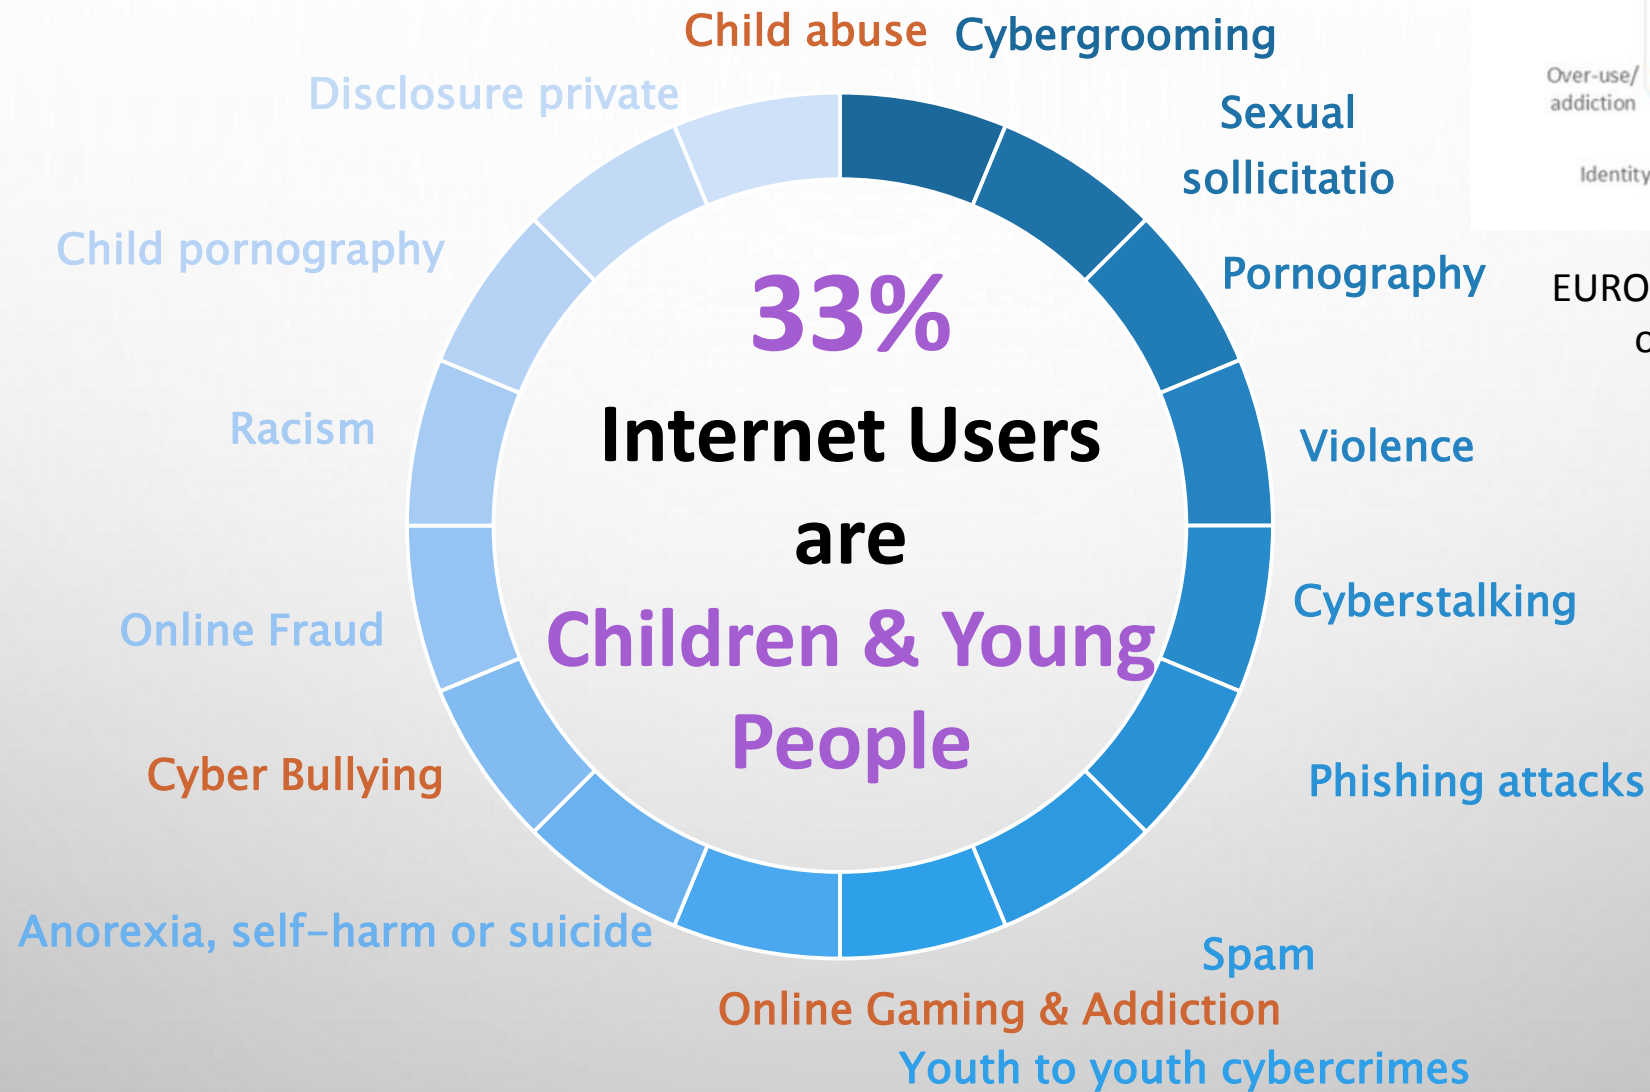 Child abuse
Cybergrooming
Disclosure private
Sexual
sollicitatio
Over-use/
addiction
Identity
Child pornography
Pornography
EURO
33%
Racism
Internet Users
Violence
are
Online Fraud
Children & Young
Cyberstalking
People
Cyber Bullying
Phishing attacks
Anorexia, self-harm or suicide
Spam
Online Gaming & Addiction
Youth to youth cybercrimes